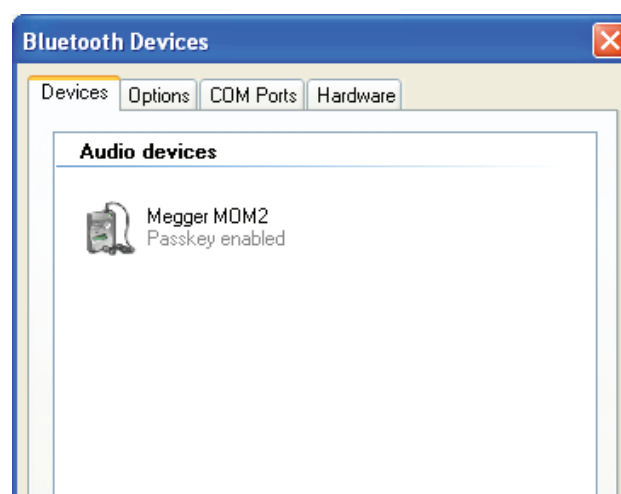 Bluetooth Devices
Devices Options COM Ports Hardware
Audio devices
Megger MOM2
Passkey enabled